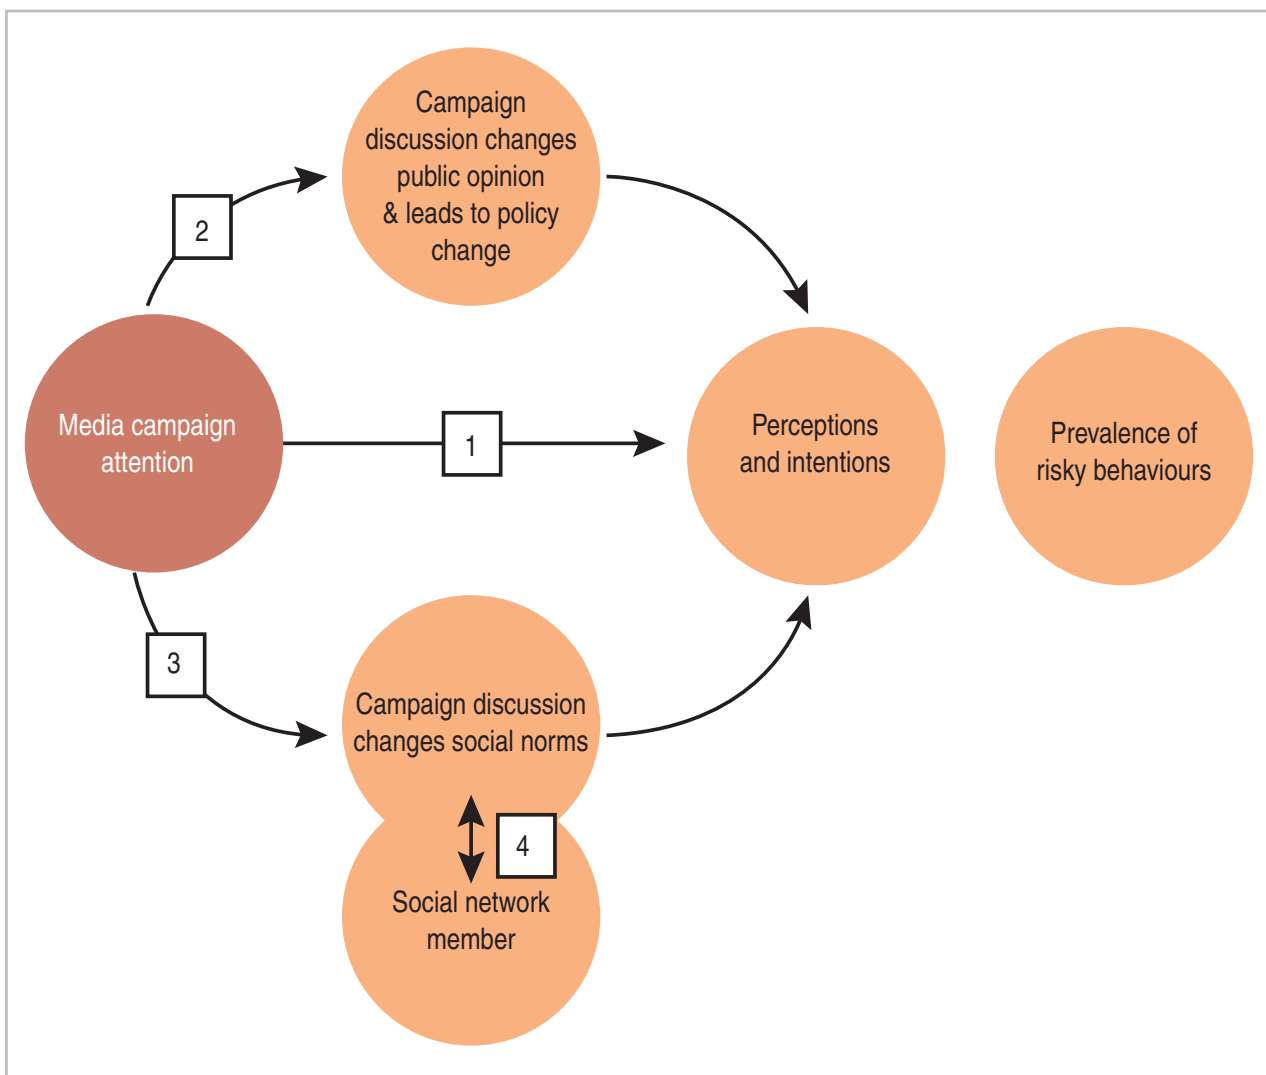 Campaign
discussion changes
public opinion
& leads to policy
change
2
Media campaign
attention
1
Perceptions
and intentions
Prevalence of
risky behaviours
3
Campaign discussion
changes social norms
4
Social network
member